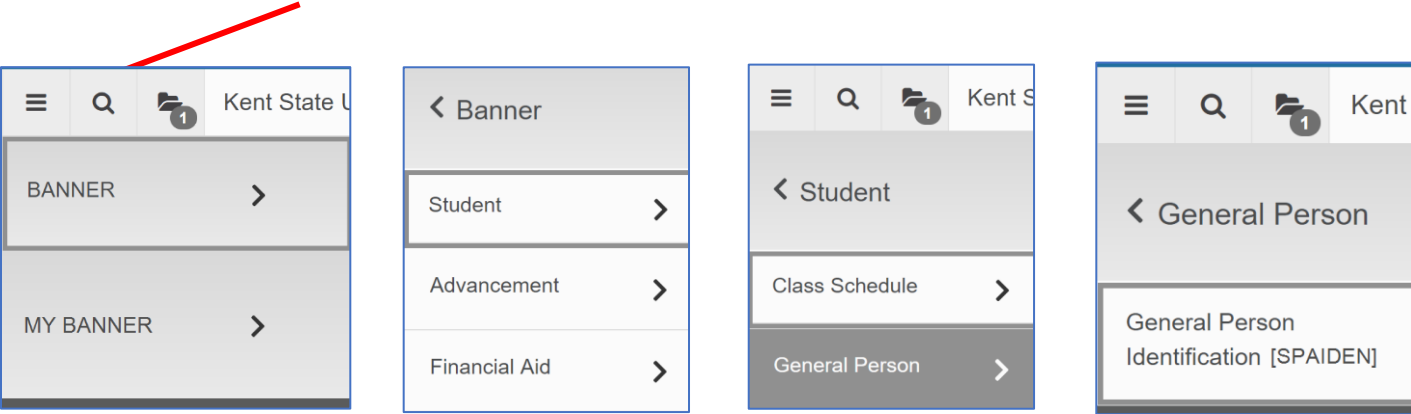 1 Kent State U
BANNER
MY BANNER
Banner
Student
Advancement
Financial Aid
1 Kent S
Student
Class Schedule
General Person
1 Kent
General Person
General Person
Identification [SPAIDEN]